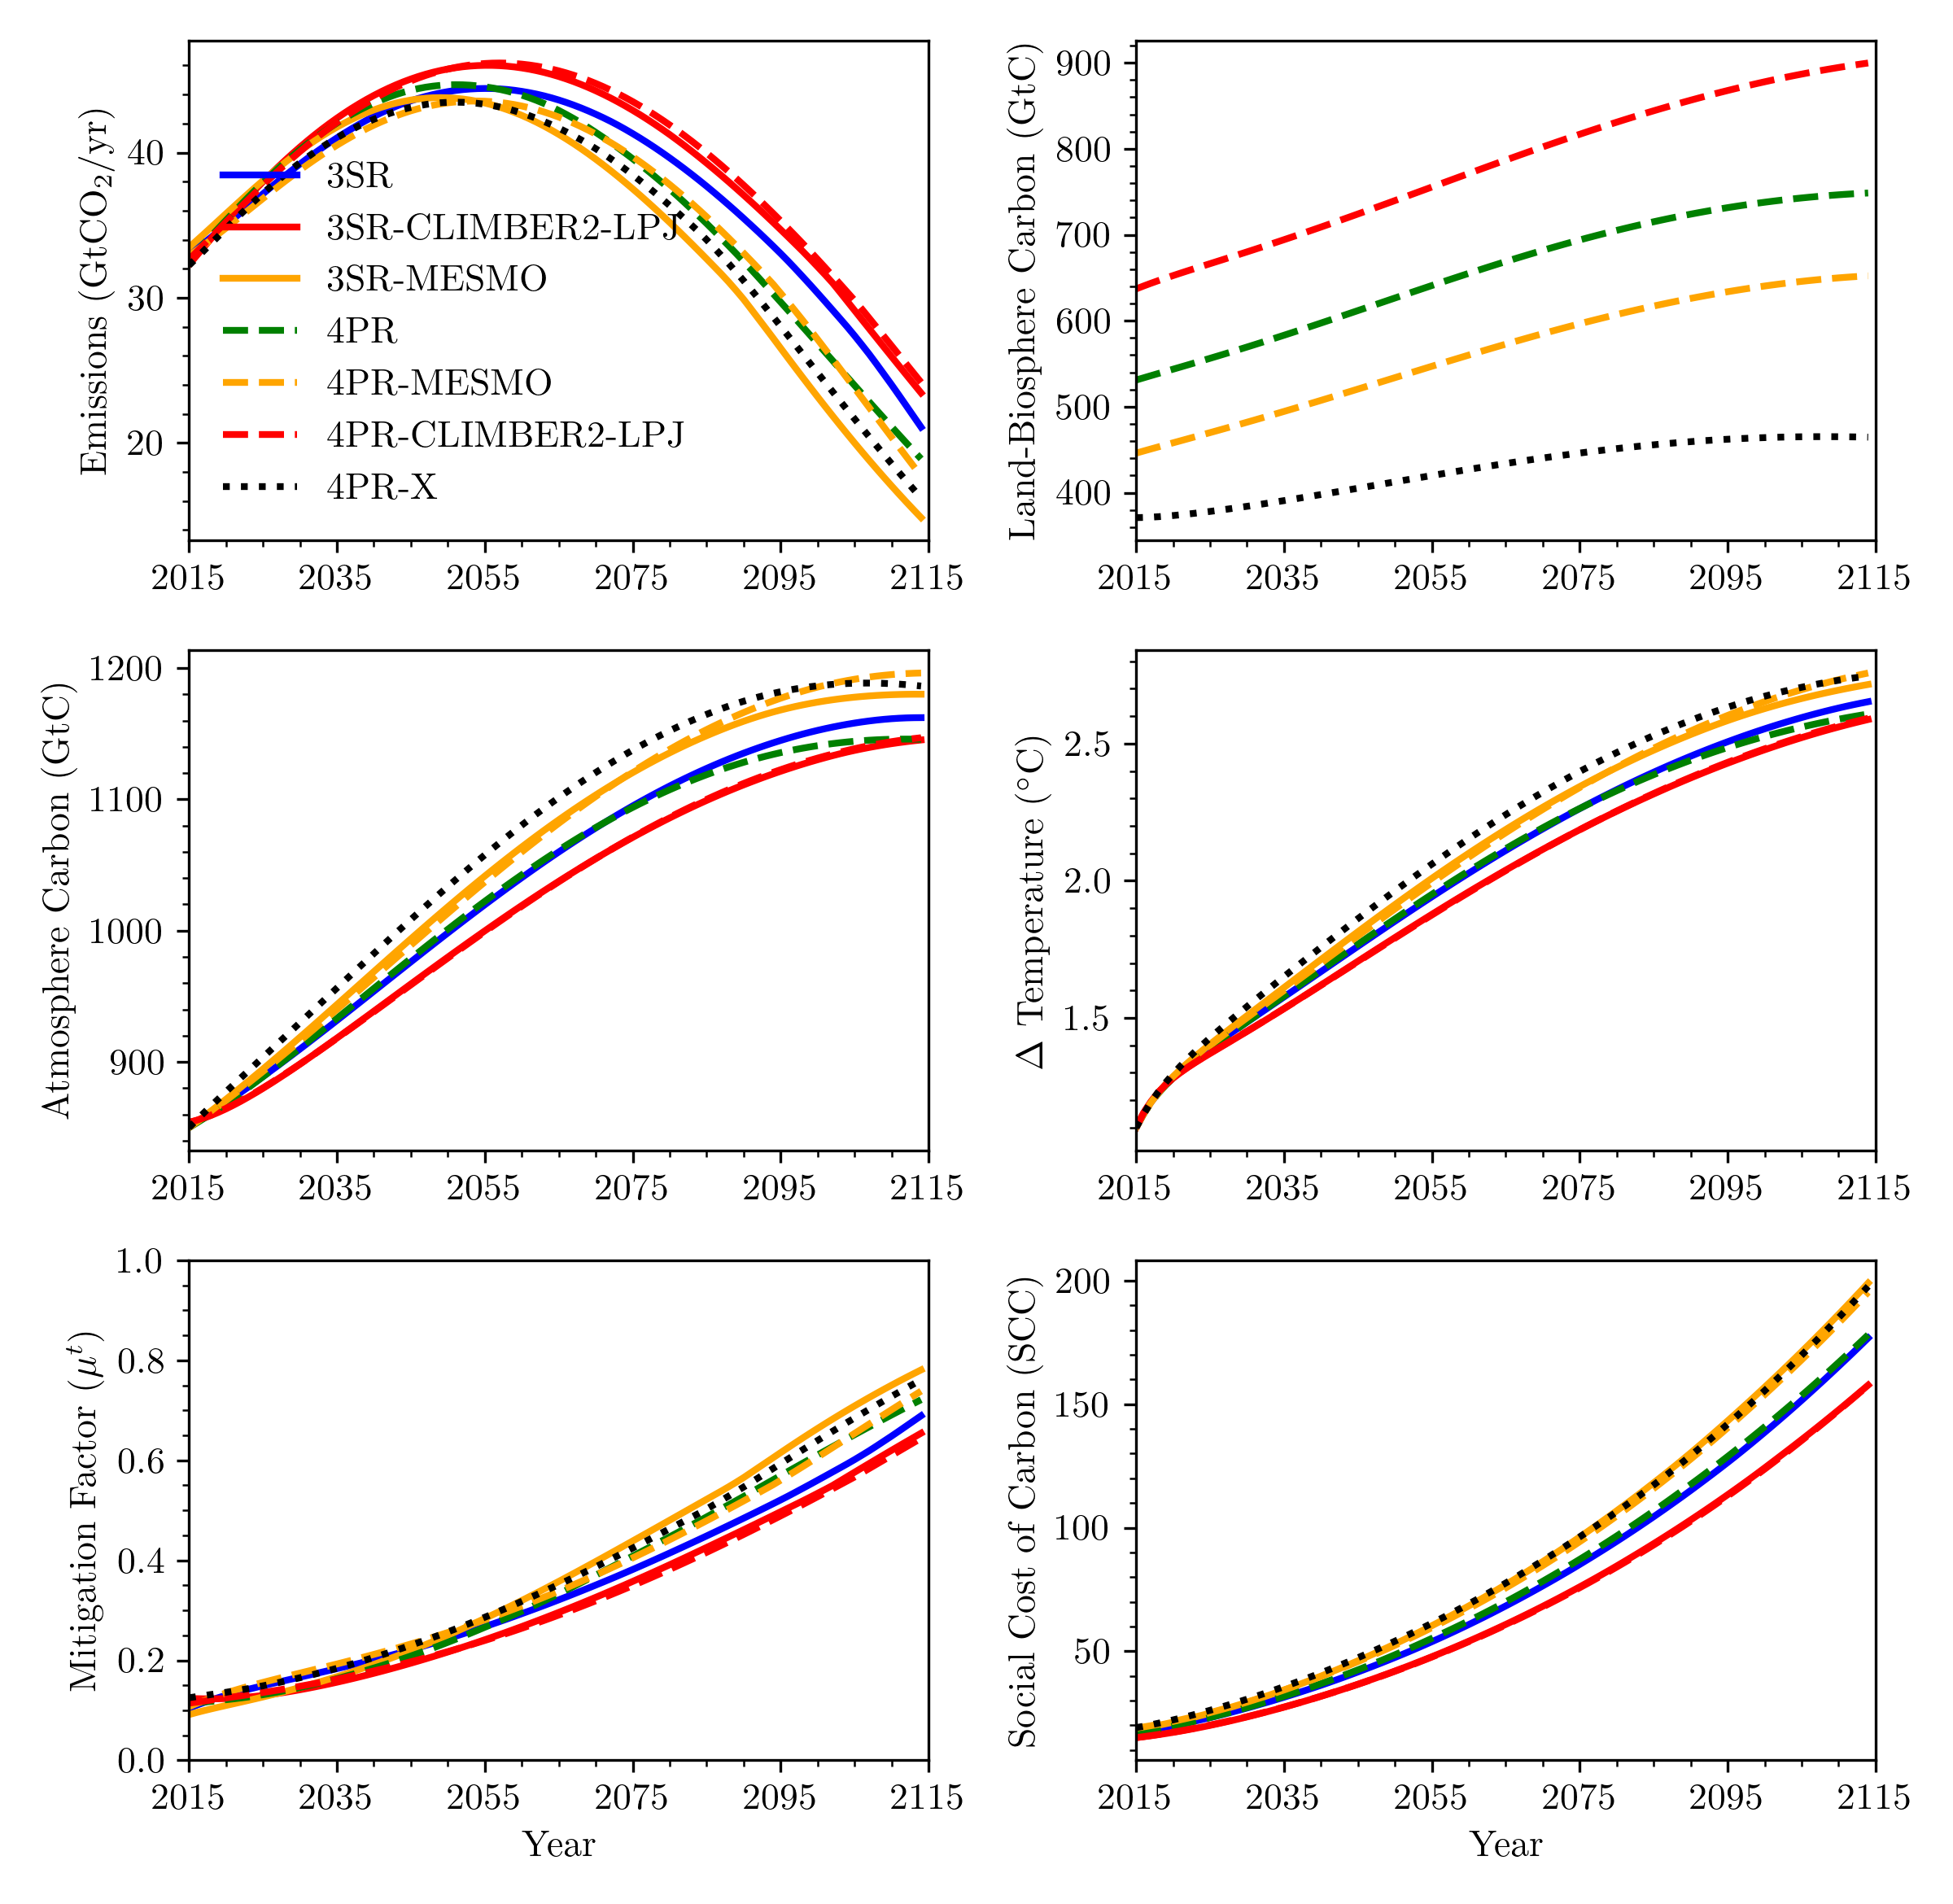 Emissions (GtCO₂/yr)
40
30
20
3SR
3SR-CLIMBER2-LPJ
3SR-MESMO
4PR
4PR-MESMO
4PR-CLIMBER2-LPJ
4PR-X
2015 2035 2055 2075 2095 2115
Land-Biosphere Carbon (GtC)
900
800
700
600
500
400
2015 2035 2055 2075 2095 2115
Atmosphere Carbon (GtC)
1200
1100
1000
900
2015 2035 2055 2075 2095 2115
Δ Temperature (°C)
2.5
2.0
1.5
2015 2035 2055 2075 2095 2115
Mitigation Factor (μᵗ)
1.0
0.8
0.6
0.4
0.2
0.0
2015 2035 2055 2075 2095 2115
Year
Social Cost of Carbon (SCC)
200
150
100
50
2015 2035 2055 2075 2095 2115
Year